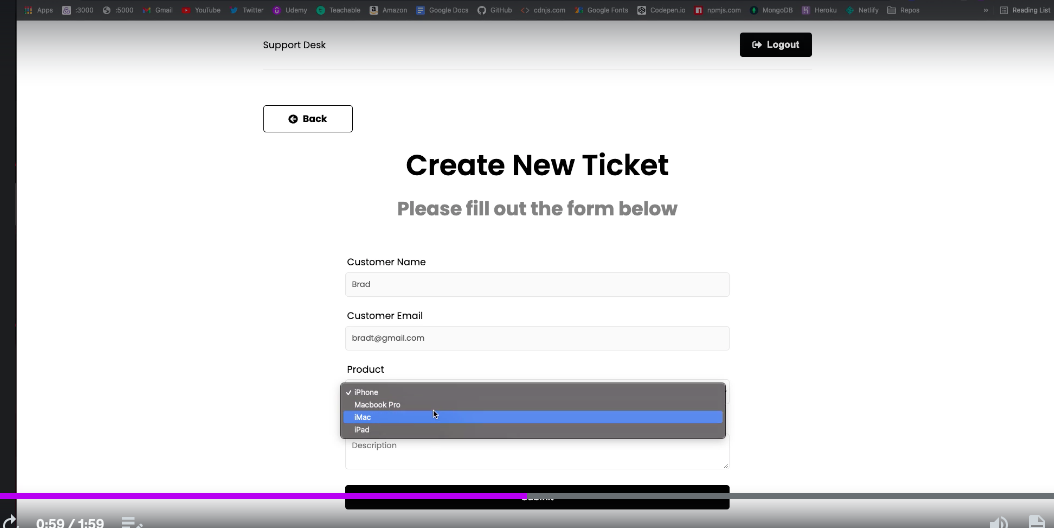 Apps :3000 :5000 Gmail YouTube Twitter Udemy Teachable Amazon Google Docs GitHub cdnjs.com Google Fonts Codepen.io npmjs.com MongoDB Heroku Netlify Repos » Reading List
Support Desk Logout
Back
Create New Ticket
Please fill out the form below
Customer Name
Brad
Customer Email
bradt@gmail.com
Product
✓ iPhone
Macbook Pro
iMac
iPad
Description
0:59 / 1:59